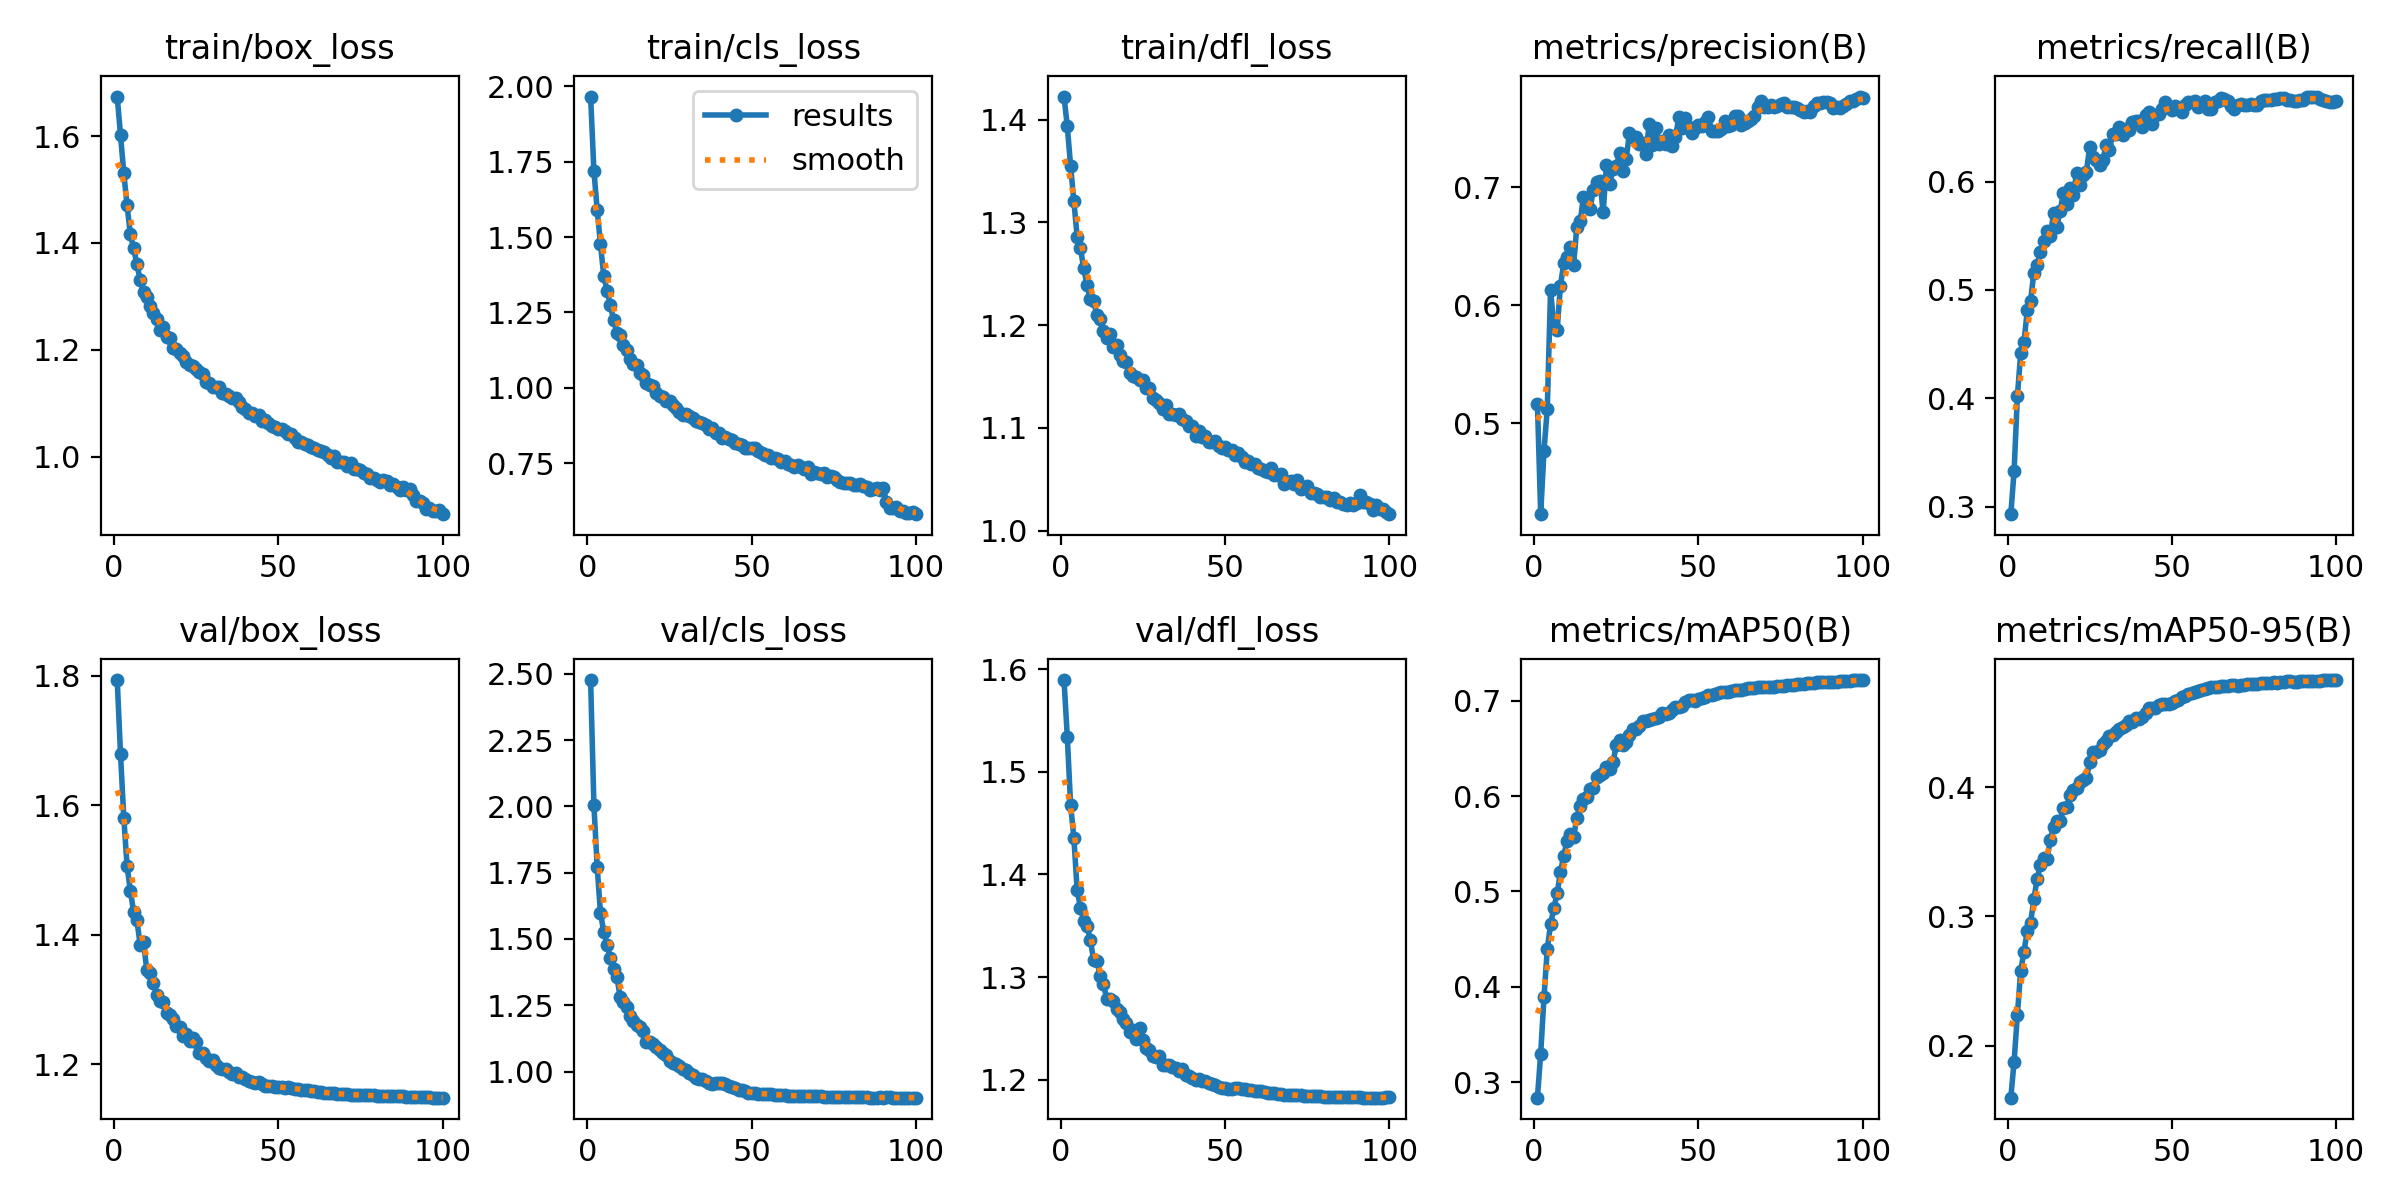 train/box_loss
1.6
1.4
1.2
1.0
0 50 100
train/cls_loss
results
smooth
2.00
1.75
1.50
1.25
1.00
0.75
0 50 100
train/dfl_loss
1.4
1.3
1.2
1.1
1.0
0 50 100
metrics/precision(B)
0.7
0.6
0.5
0 50 100
metrics/recall(B)
0.6
0.5
0.4
0.3
0 50 100
val/box_loss
1.8
1.6
1.4
1.2
0 50 100
val/cls_loss
2.50
2.25
2.00
1.75
1.50
1.25
1.00
0 50 100
val/dfl_loss
1.6
1.5
1.4
1.3
1.2
0 50 100
metrics/mAP50(B)
0.7
0.6
0.5
0.4
0.3
0 50 100
metrics/mAP50-95(B)
0.4
0.3
0.2
0 50 100